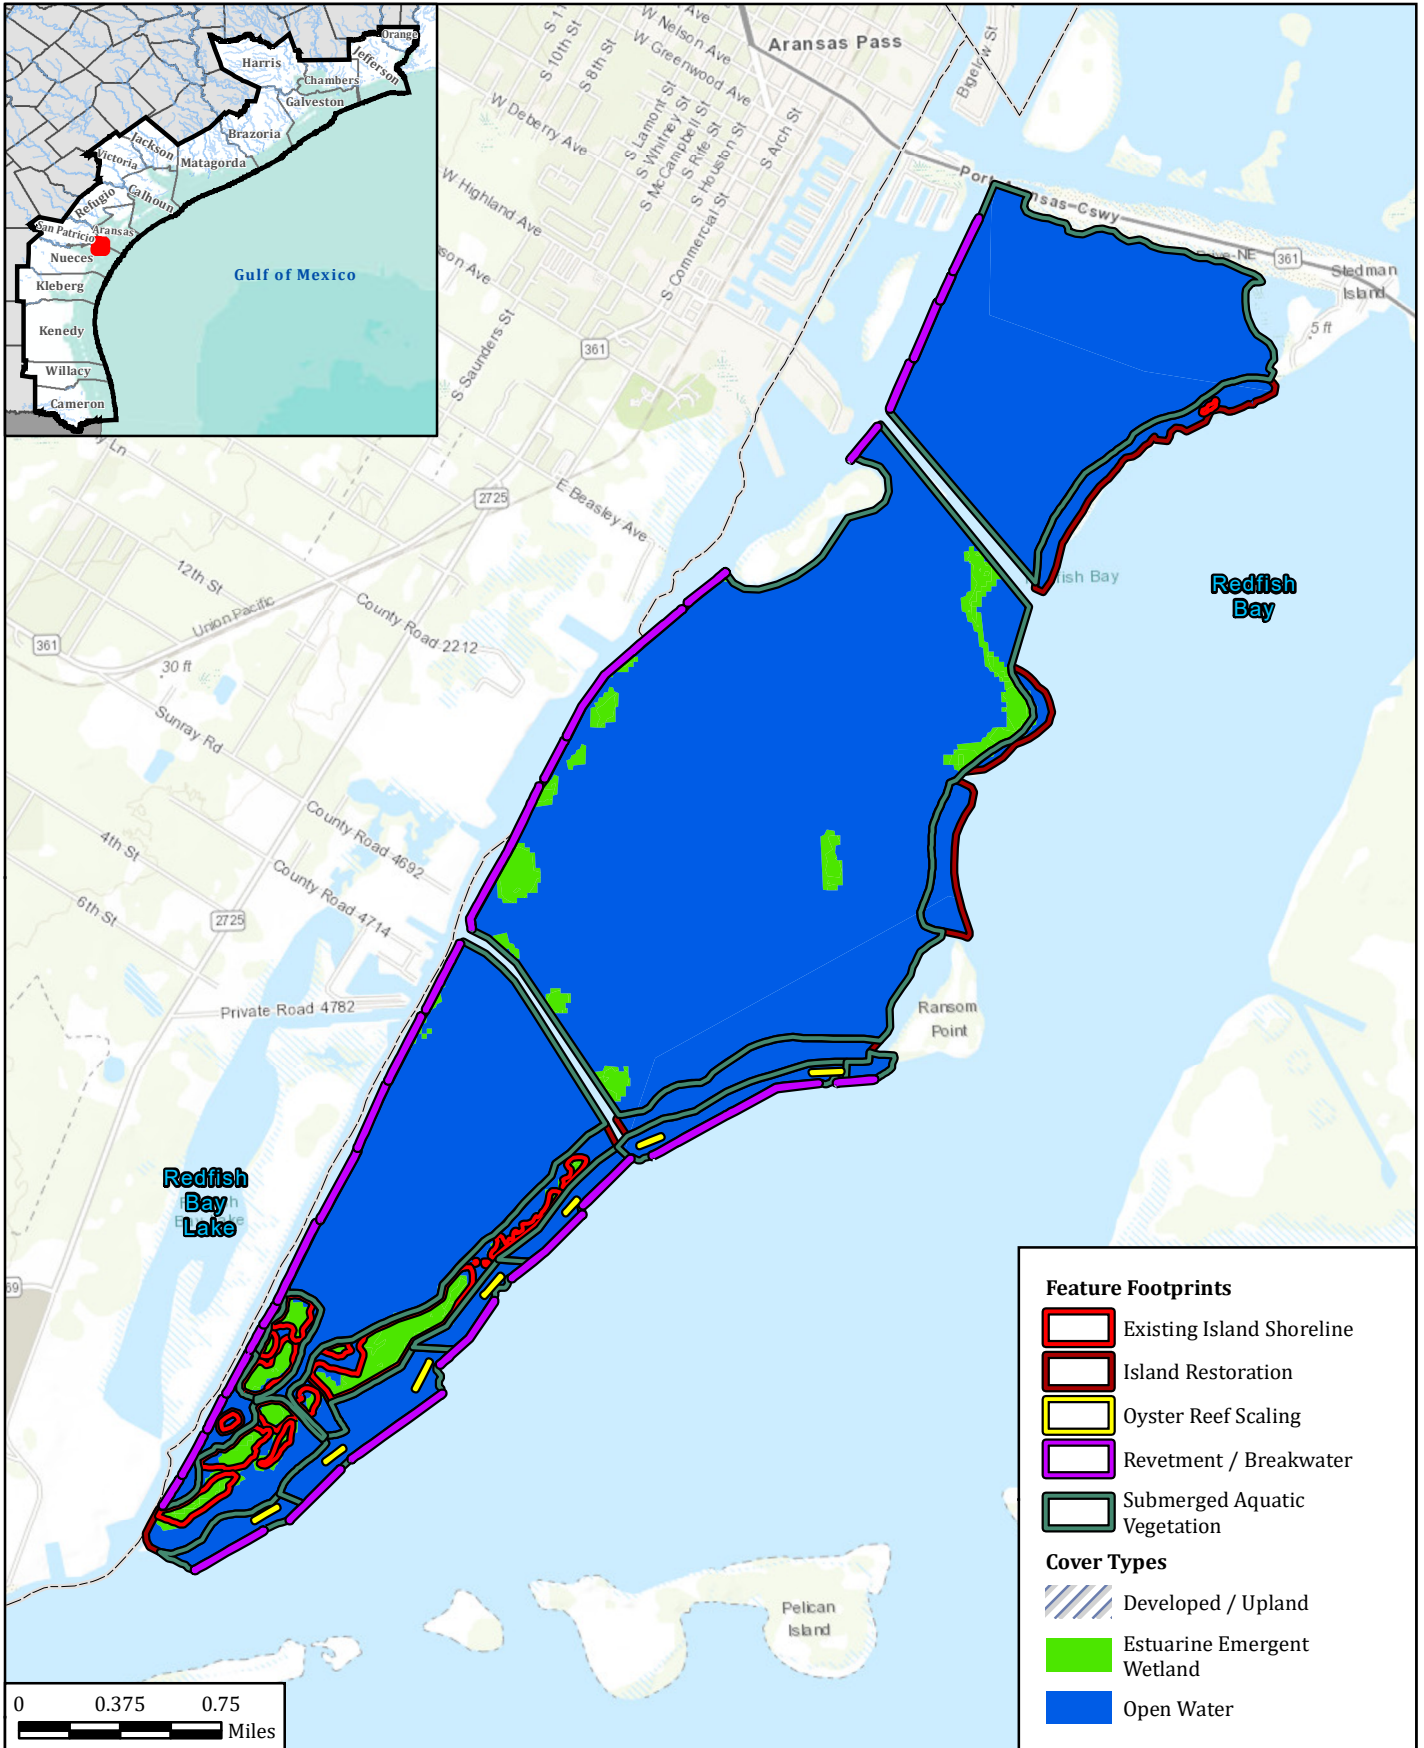 Orange
Harris
Jefferson
Chambers
Galveston
Brazoria
Jackson
Victoria
Matagorda
Calhoun
Refugio
San Patricio
Aransas
Nueces
Kleberg
Gulf of Mexico
Kenedy
Willacy
Cameron
S 10th St
S 8th St
W Nelson Ave
W Greenwood Ave
Aransas Pass
Bigelow St
W Deberry Ave
S Lamont St
S Whitney St
S McCampbell St
S Rife St
S Houston St
S Arch St
W Highland Ave
S Commercial St
Stedman
Island
361
5 ft
S Saunders St
361
2725
E Beasley Ave
12th St
Union Pacific
County Road 2212
361
30 ft
Sunray Rd
Redfish
Bay
County Road 4692
4th St
County Road 4714
6th St
2725
Private Road 4782
Ransom
Point
Redfish
Bay
Lake
Pelican
Island
Feature Footprints
Existing Island Shoreline
Island Restoration
Oyster Reef Scaling
Revetment / Breakwater
Submerged Aquatic
Vegetation
Cover Types
Developed / Upland
Estuarine Emergent
Wetland
Open Water
0 0.375 0.75
Miles